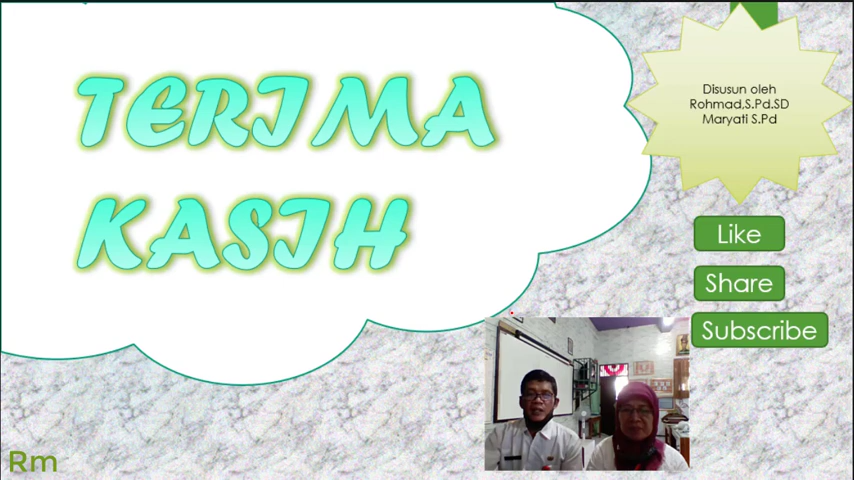 TERIMA
KASIH
Disusun oleh
Rohmad,S.Pd.SD
Maryati S.Pd
Like
Share
Subscribe
Rm